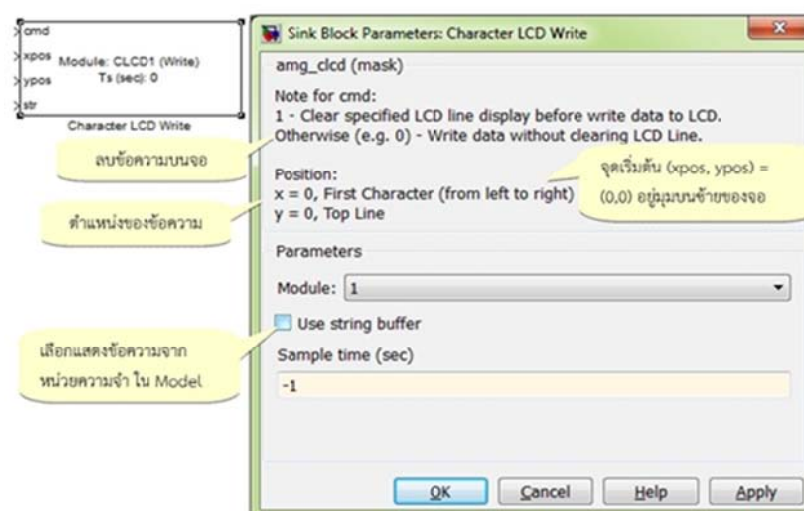 cmd
xpos
ypos
str
Module: CLCD1 (Write)
Ts (sec): 0
Character LCD Write
Sink Block Parameters: Character LCD Write
amg_clcd (mask)
Note for cmd:
1 - Clear specified LCD line display before write data to LCD.
Otherwise (e.g. 0) - Write data without clearing LCD Line.
ลบข้อความบนจอ
Position:
x = 0, First Character (from left to right)
y = 0, Top Line
จุดเริ่มต้น (xpos, ypos) =
(0,0) อยู่มุมบนซ้ายของจอ
ตำแหน่งของข้อความ
Parameters
Module: 1
Use string buffer
เลือกแสดงข้อความจาก
หน่วยความจำ ใน Model
Sample time (sec)
-1
OK
Cancel
Help
Apply